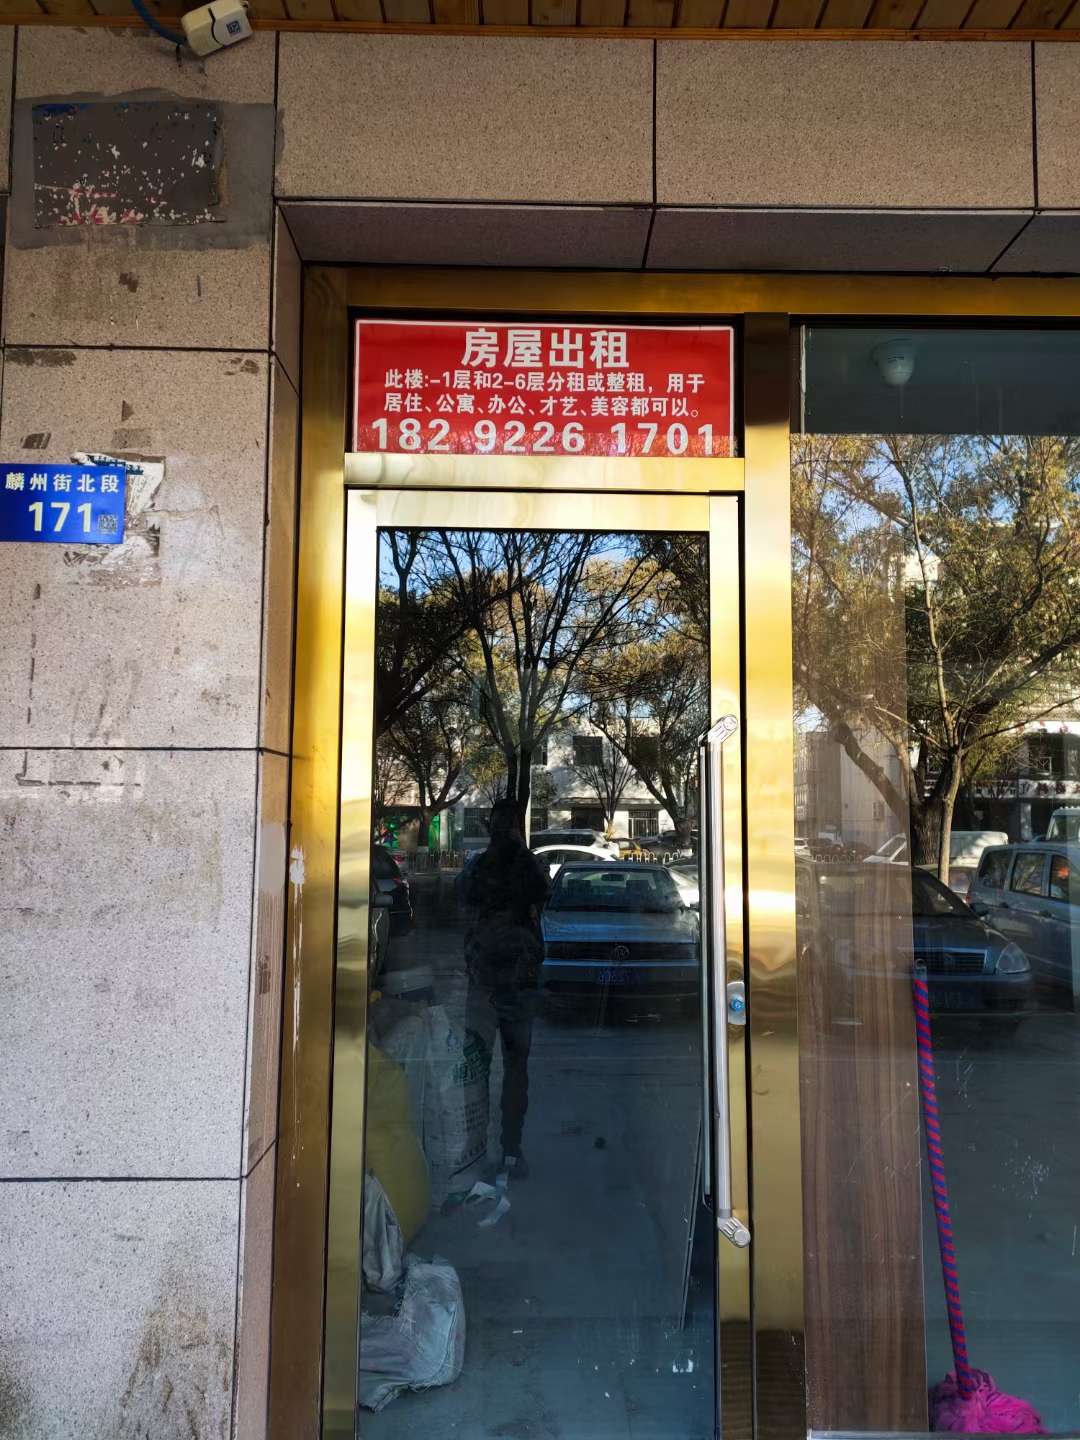 房屋出租
此楼:-1层和2-6层分租或整租，用于
居住、公寓、办公、才艺、美容都可以。
182 9226 1701
麟州街北段
171